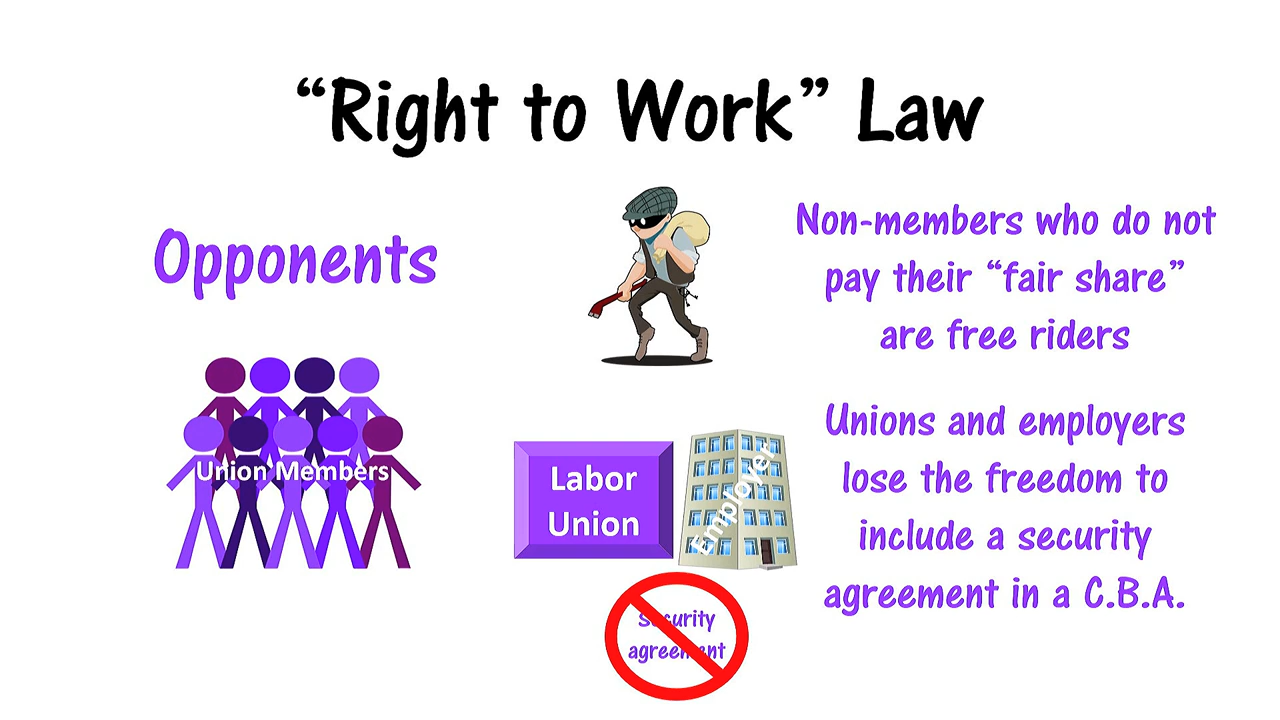 “Right to Work” Law
Opponents
Union Members
Non-members who do not
pay their “fair share”
are free riders
Labor
Union
Employer
Unions and employers
lose the freedom to
include a security
agreement in a C.B.A.
Security
agreement